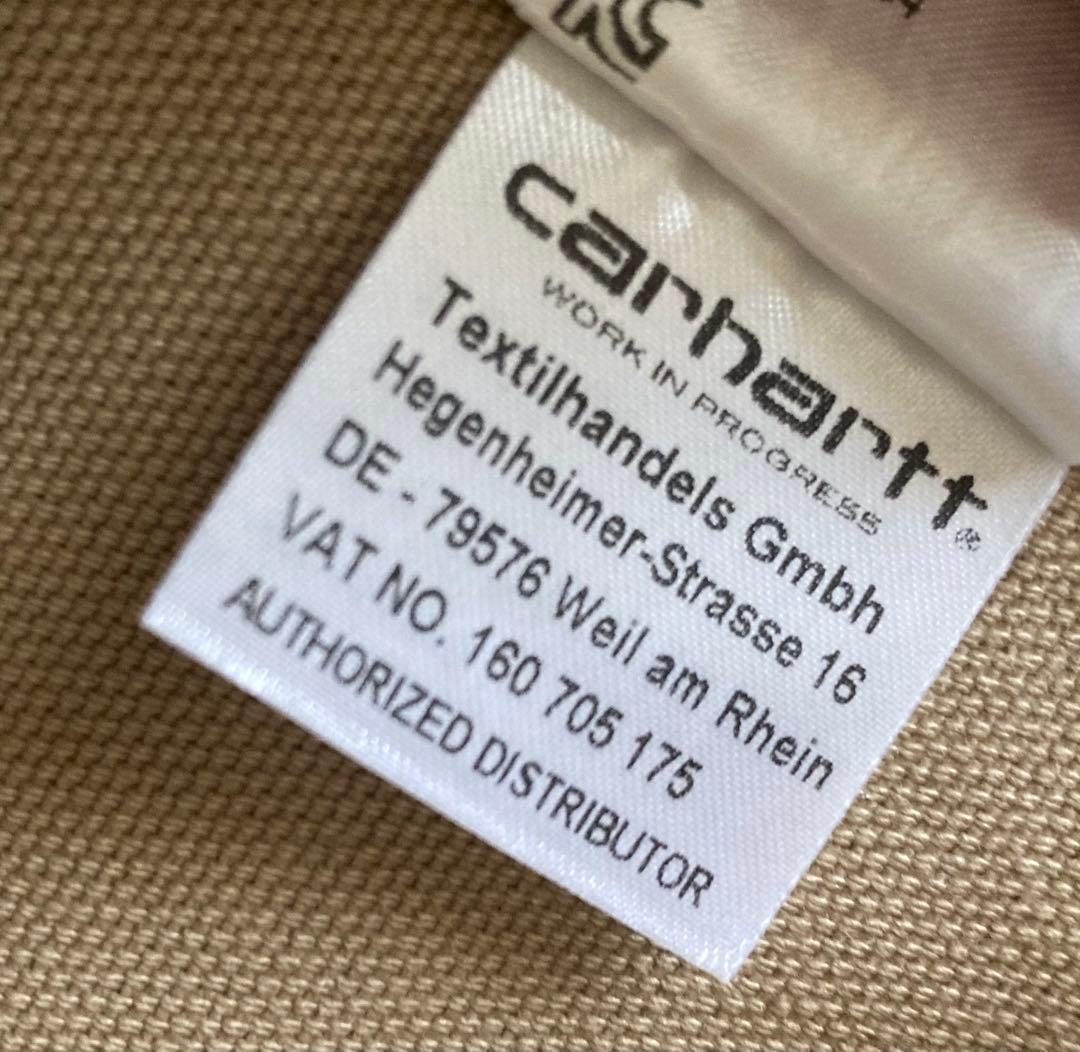 carhartt®
WORK IN PROGRESS
Textilhandels Gmbh
Hegenheimer-Strasse 16
DE - 79576 Weil am Rhein
VAT NO. 160 705 175
AUTHORIZED DISTRIBUTOR